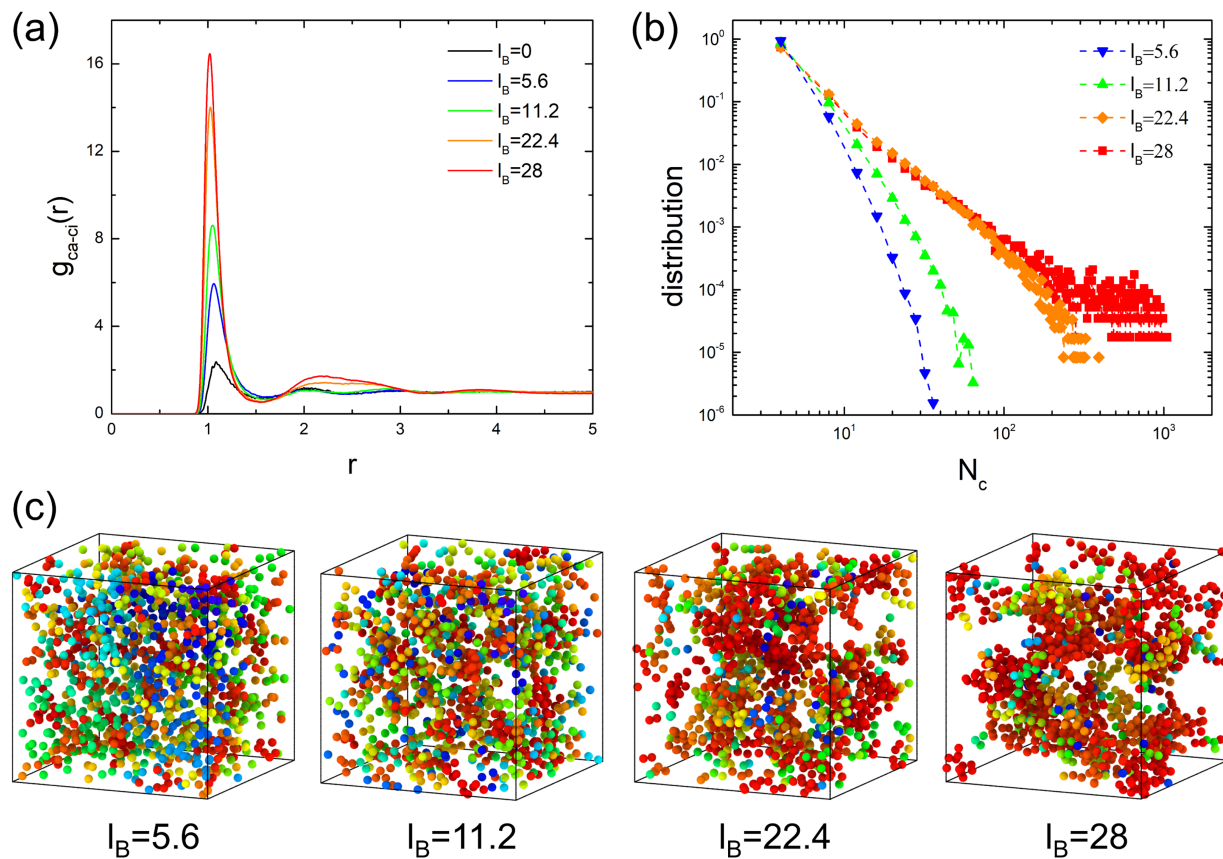 (a)
16
12
8
4
0
g_ca-ci(r)
l_B=0
l_B=5.6
l_B=11.2
l_B=22.4
l_B=28
0
1
2
3
4
5
r
(b)
10^0
10^-1
10^-2
10^-3
10^-4
10^-5
10^-6
distribution
l_B=5.6
l_B=11.2
l_B=22.4
l_B=28
10^1
10^2
10^3
N_c
(c)
l_B=5.6
l_B=11.2
l_B=22.4
l_B=28